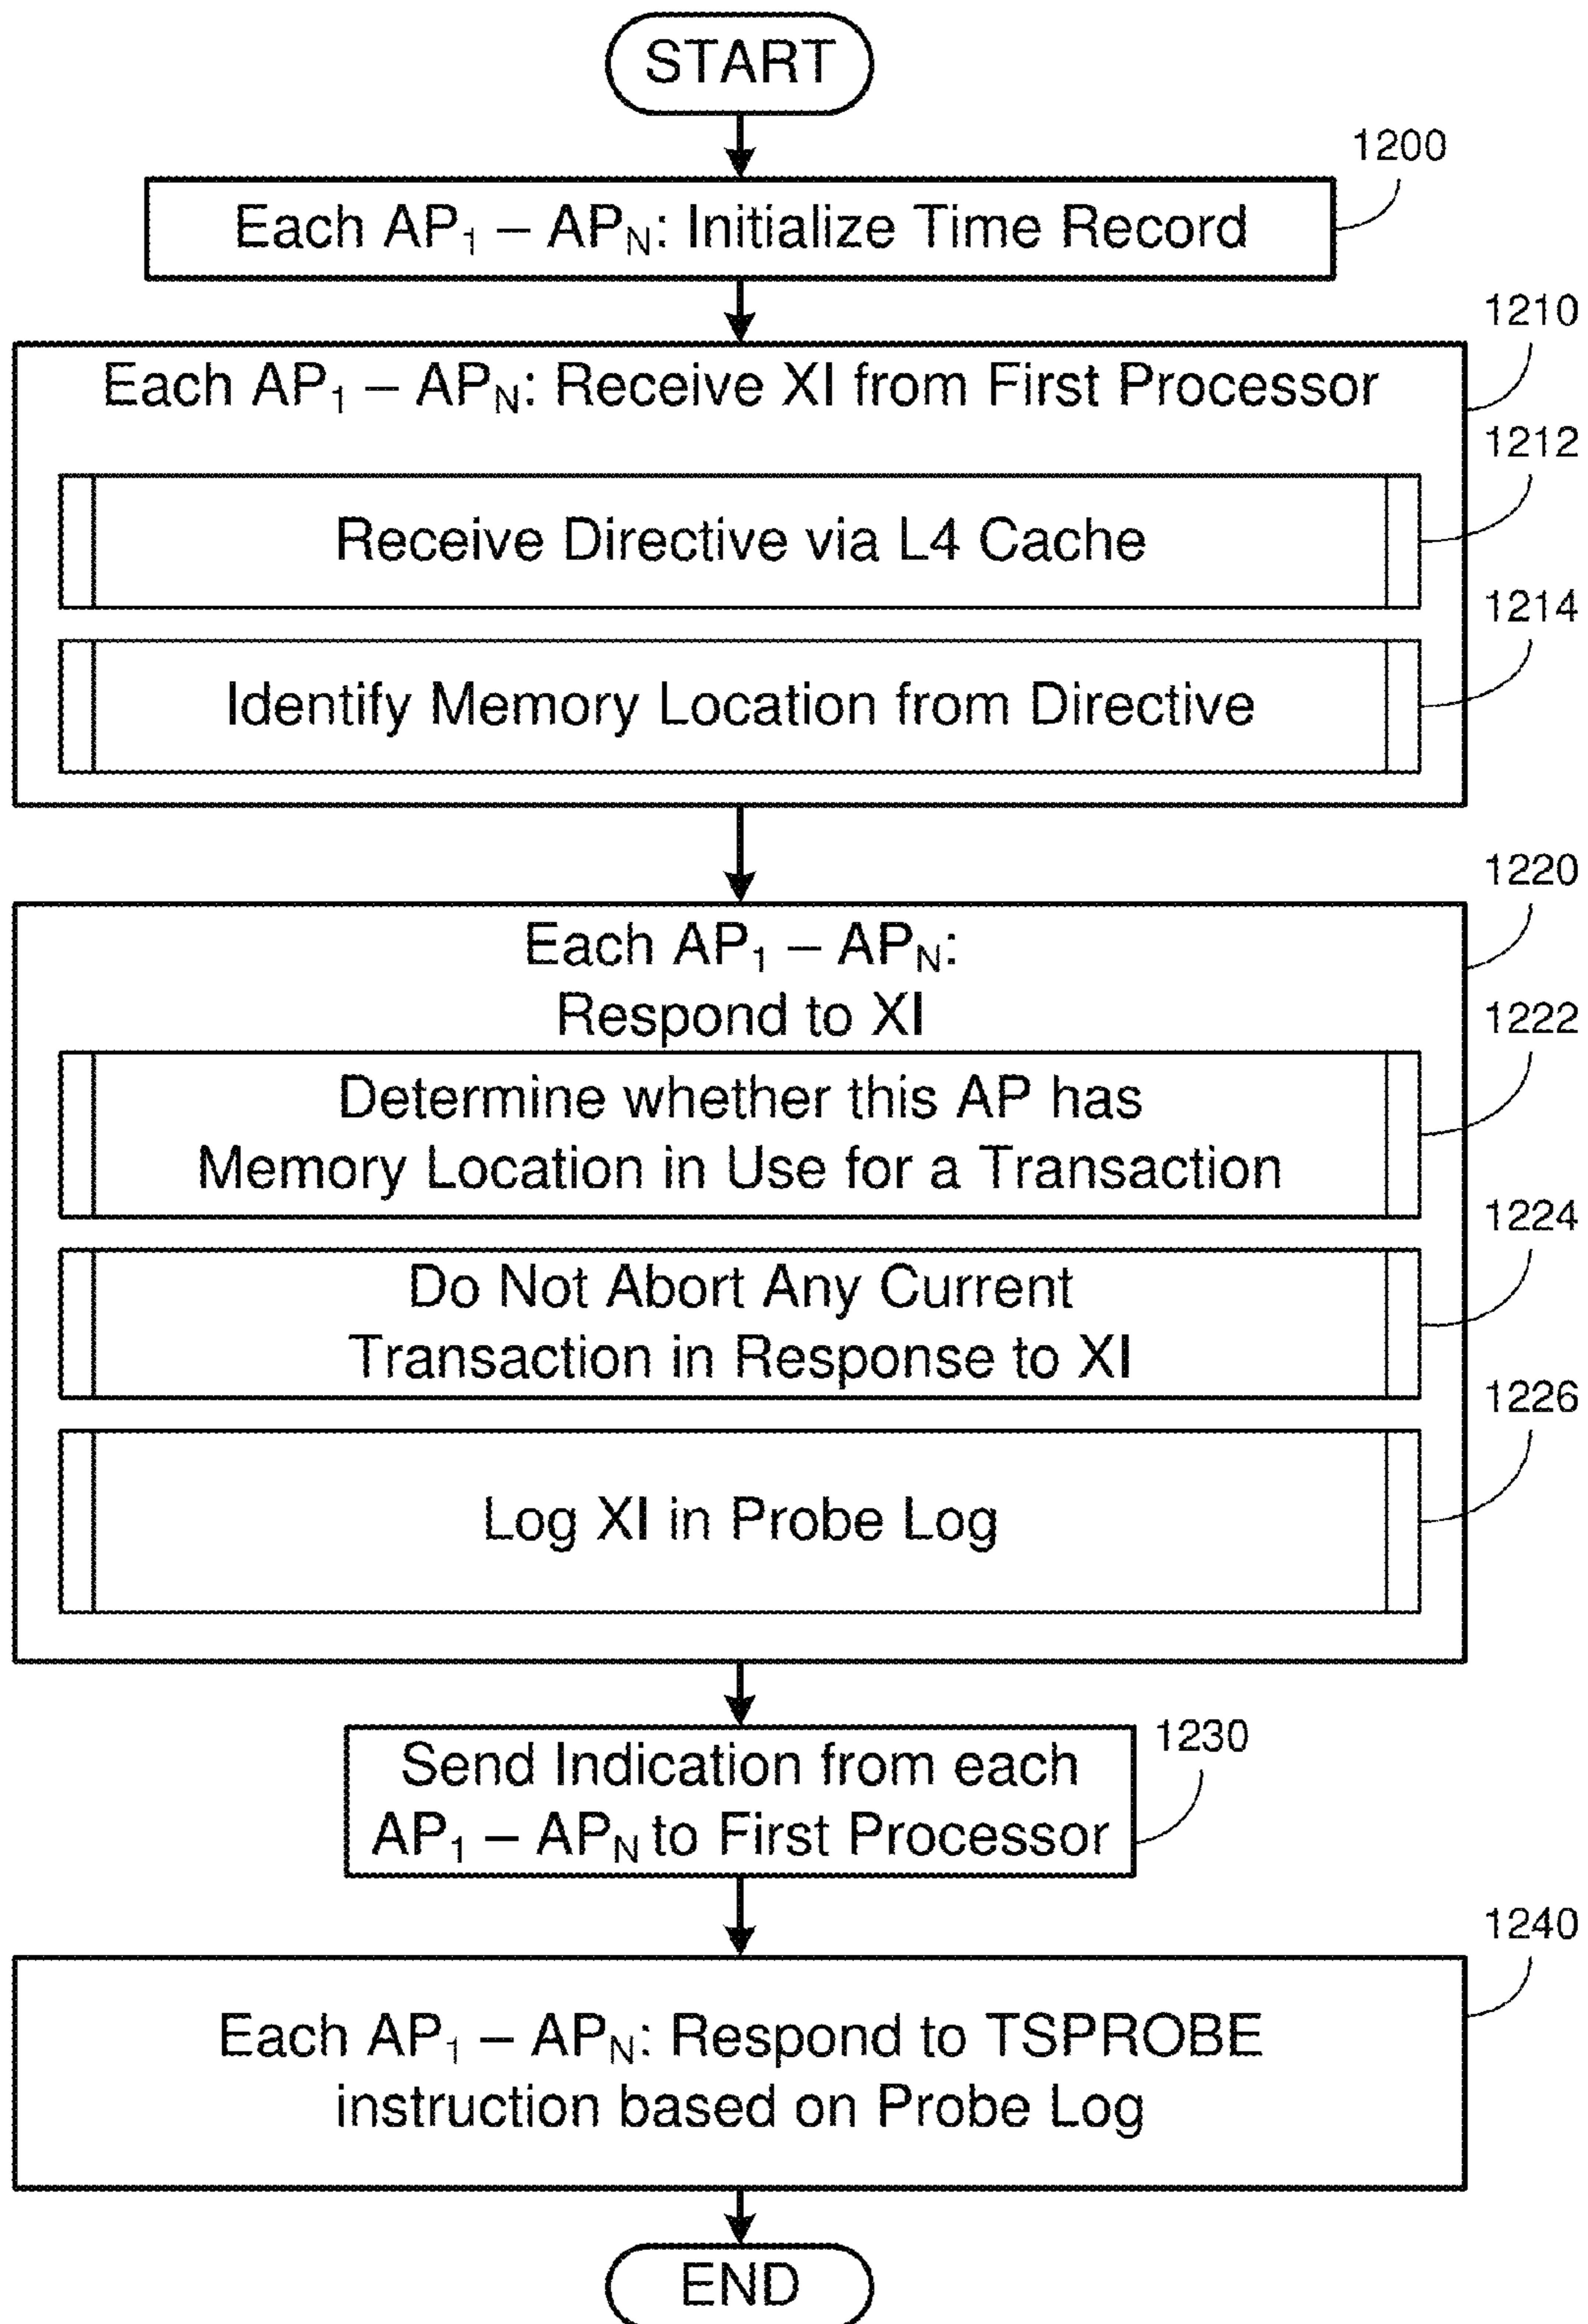 START
1200
Each AP₁ – APN: Initialize Time Record
1210
Each AP₁ – APN: Receive XI from First Processor
1212
Receive Directive via L4 Cache
1214
Identify Memory Location from Directive
1220
Each AP₁ – APN:
Respond to XI
1222
Determine whether this AP has
Memory Location in Use for a Transaction
1224
Do Not Abort Any Current
Transaction in Response to XI
1226
Log XI in Probe Log
1230
Send Indication from each
AP₁ – APN to First Processor
1240
Each AP₁ – APN: Respond to TSPROBE
instruction based on Probe Log
END